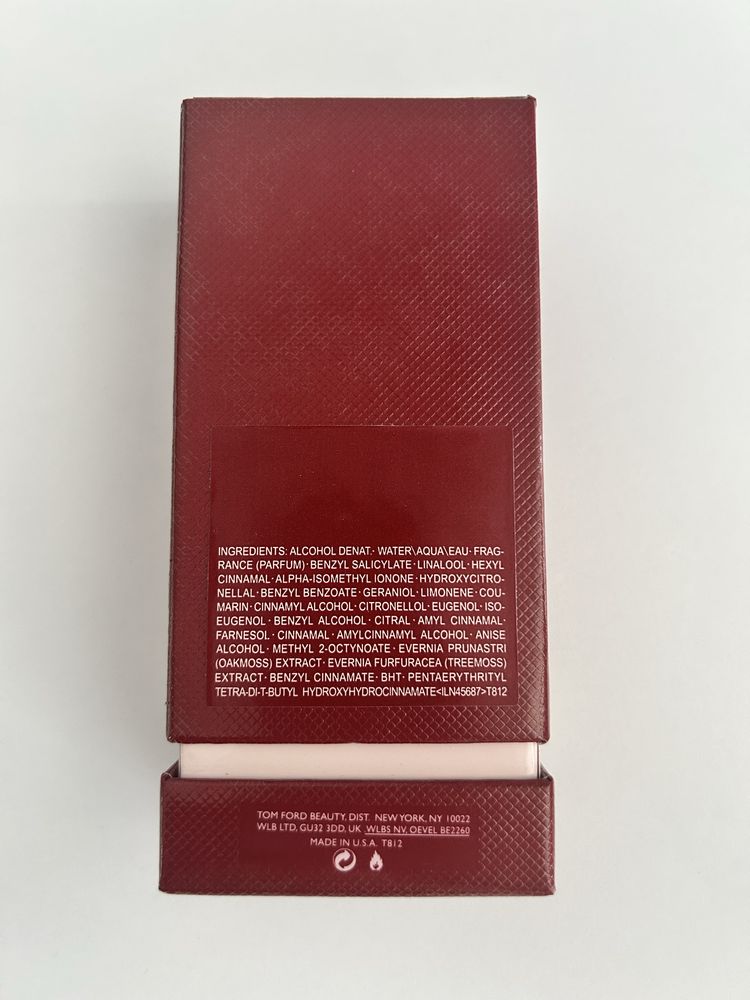 INGREDIENTS: ALCOHOL DENAT.· WATER\AQUA\EAU· FRAG-
RANCE (PARFUM)· BENZYL SALICYLATE· LINALOOL· HEXYL
CINNAMAL· ALPHA-ISOMETHYL IONONE· HYDROXYCITRO-
NELLAL· BENZYL BENZOATE· GERANIOL· LIMONENE· COU-
MARIN· CINNAMYL ALCOHOL· CITRONELLOL· EUGENOL· ISO-
EUGENOL· BENZYL ALCOHOL· CITRAL· AMYL CINNAMAL·
FARNESOL· CINNAMAL· AMYLCINNAMYL ALCOHOL· ANISE
ALCOHOL· METHYL 2-OCTYNOATE· EVERNIA PRUNASTRI
(OAKMOSS) EXTRACT· EVERNIA FURFURACEA (TREEMOSS)
EXTRACT· BENZYL CINNAMATE· BHT· PENTAERYTHRITYL
TETRA-DI-T-BUTYL HYDROXYHYDROCINNAMATE<ILN45687>T812
TOM FORD BEAUTY, DIST. NEW YORK, NY 10022
WLB LTD, GU32 3DD, UK WLBS NV, OEVEL BE2260
MADE IN U.S.A. T812